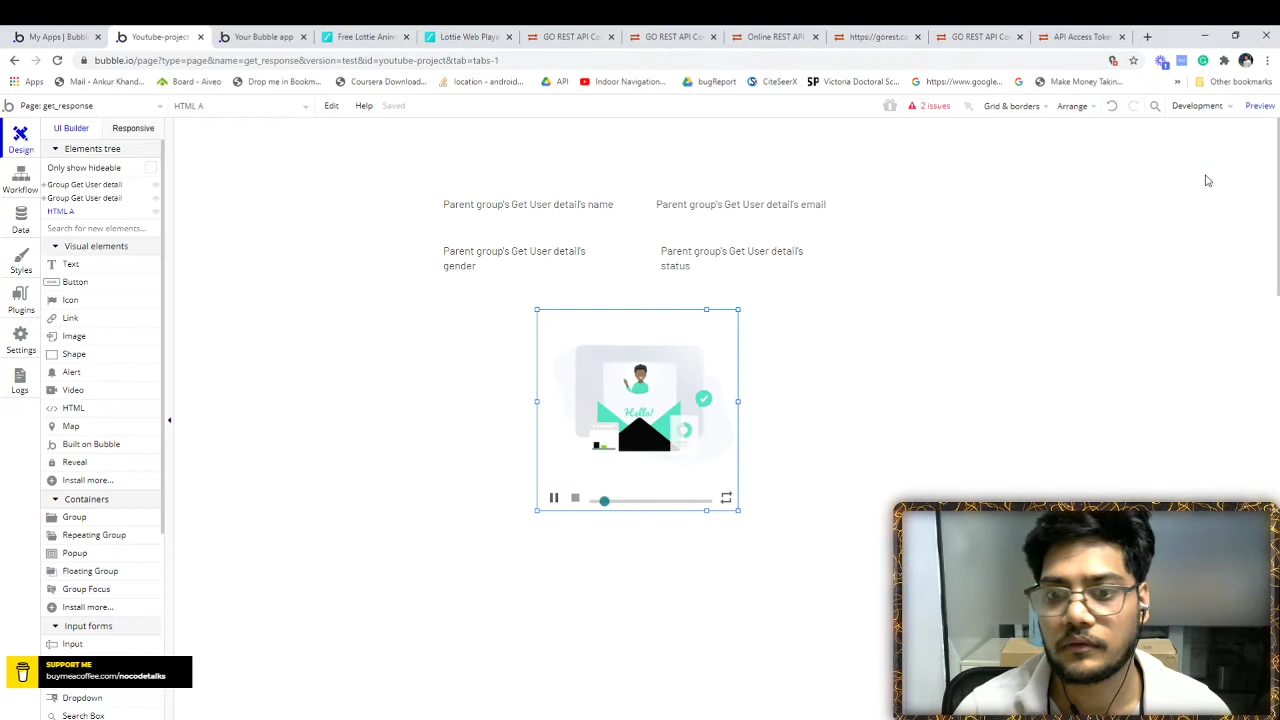 My Apps | Bubbl
Youtube-project
Your Bubble app
Free Lottie Anim
Lottie Web Playe
GO REST API Co
GO REST API Co
Online REST API
https://gorest.co
GO REST API Co
API Access Token
bubble.io/page?type=page&name=get_response&version=test&id=youtube-project&tab=tabs-1
Apps
Mail - Ankur Khand...
Board - Aiveo
Drop me in Bookm...
Coursera Download...
location - android...
API
Indoor Navigation...
bugReport
CiteSeerX
Victoria Doctoral Sc...
https://www.google...
Make Money Takin...
»
Other bookmarks
Page: get_response
HTML A
Edit
Help
Saved
2 issues
Grid & borders
Arrange
Development
Preview
UI Builder
Responsive
Design
Workflow
Data
Styles
Plugins
Settings
Logs
Elements tree
Only show hideable
Group Get User detail
Group Get User detail
HTML A
Search for new elements...
Visual elements
Text
Button
Icon
Link
Image
Shape
Alert
Video
HTML
Map
Built on Bubble
Reveal
Install more...
Containers
Group
Repeating Group
Popup
Floating Group
Group Focus
Install more...
Input forms
Input
Dropdown
Search Box
Parent group's Get User detail's name
Parent group's Get User detail's email
Parent group's Get User detail's
gender
Parent group's Get User detail's
status
Hello!
SUPPORT ME
buymeacoffee.com/nocodetalks